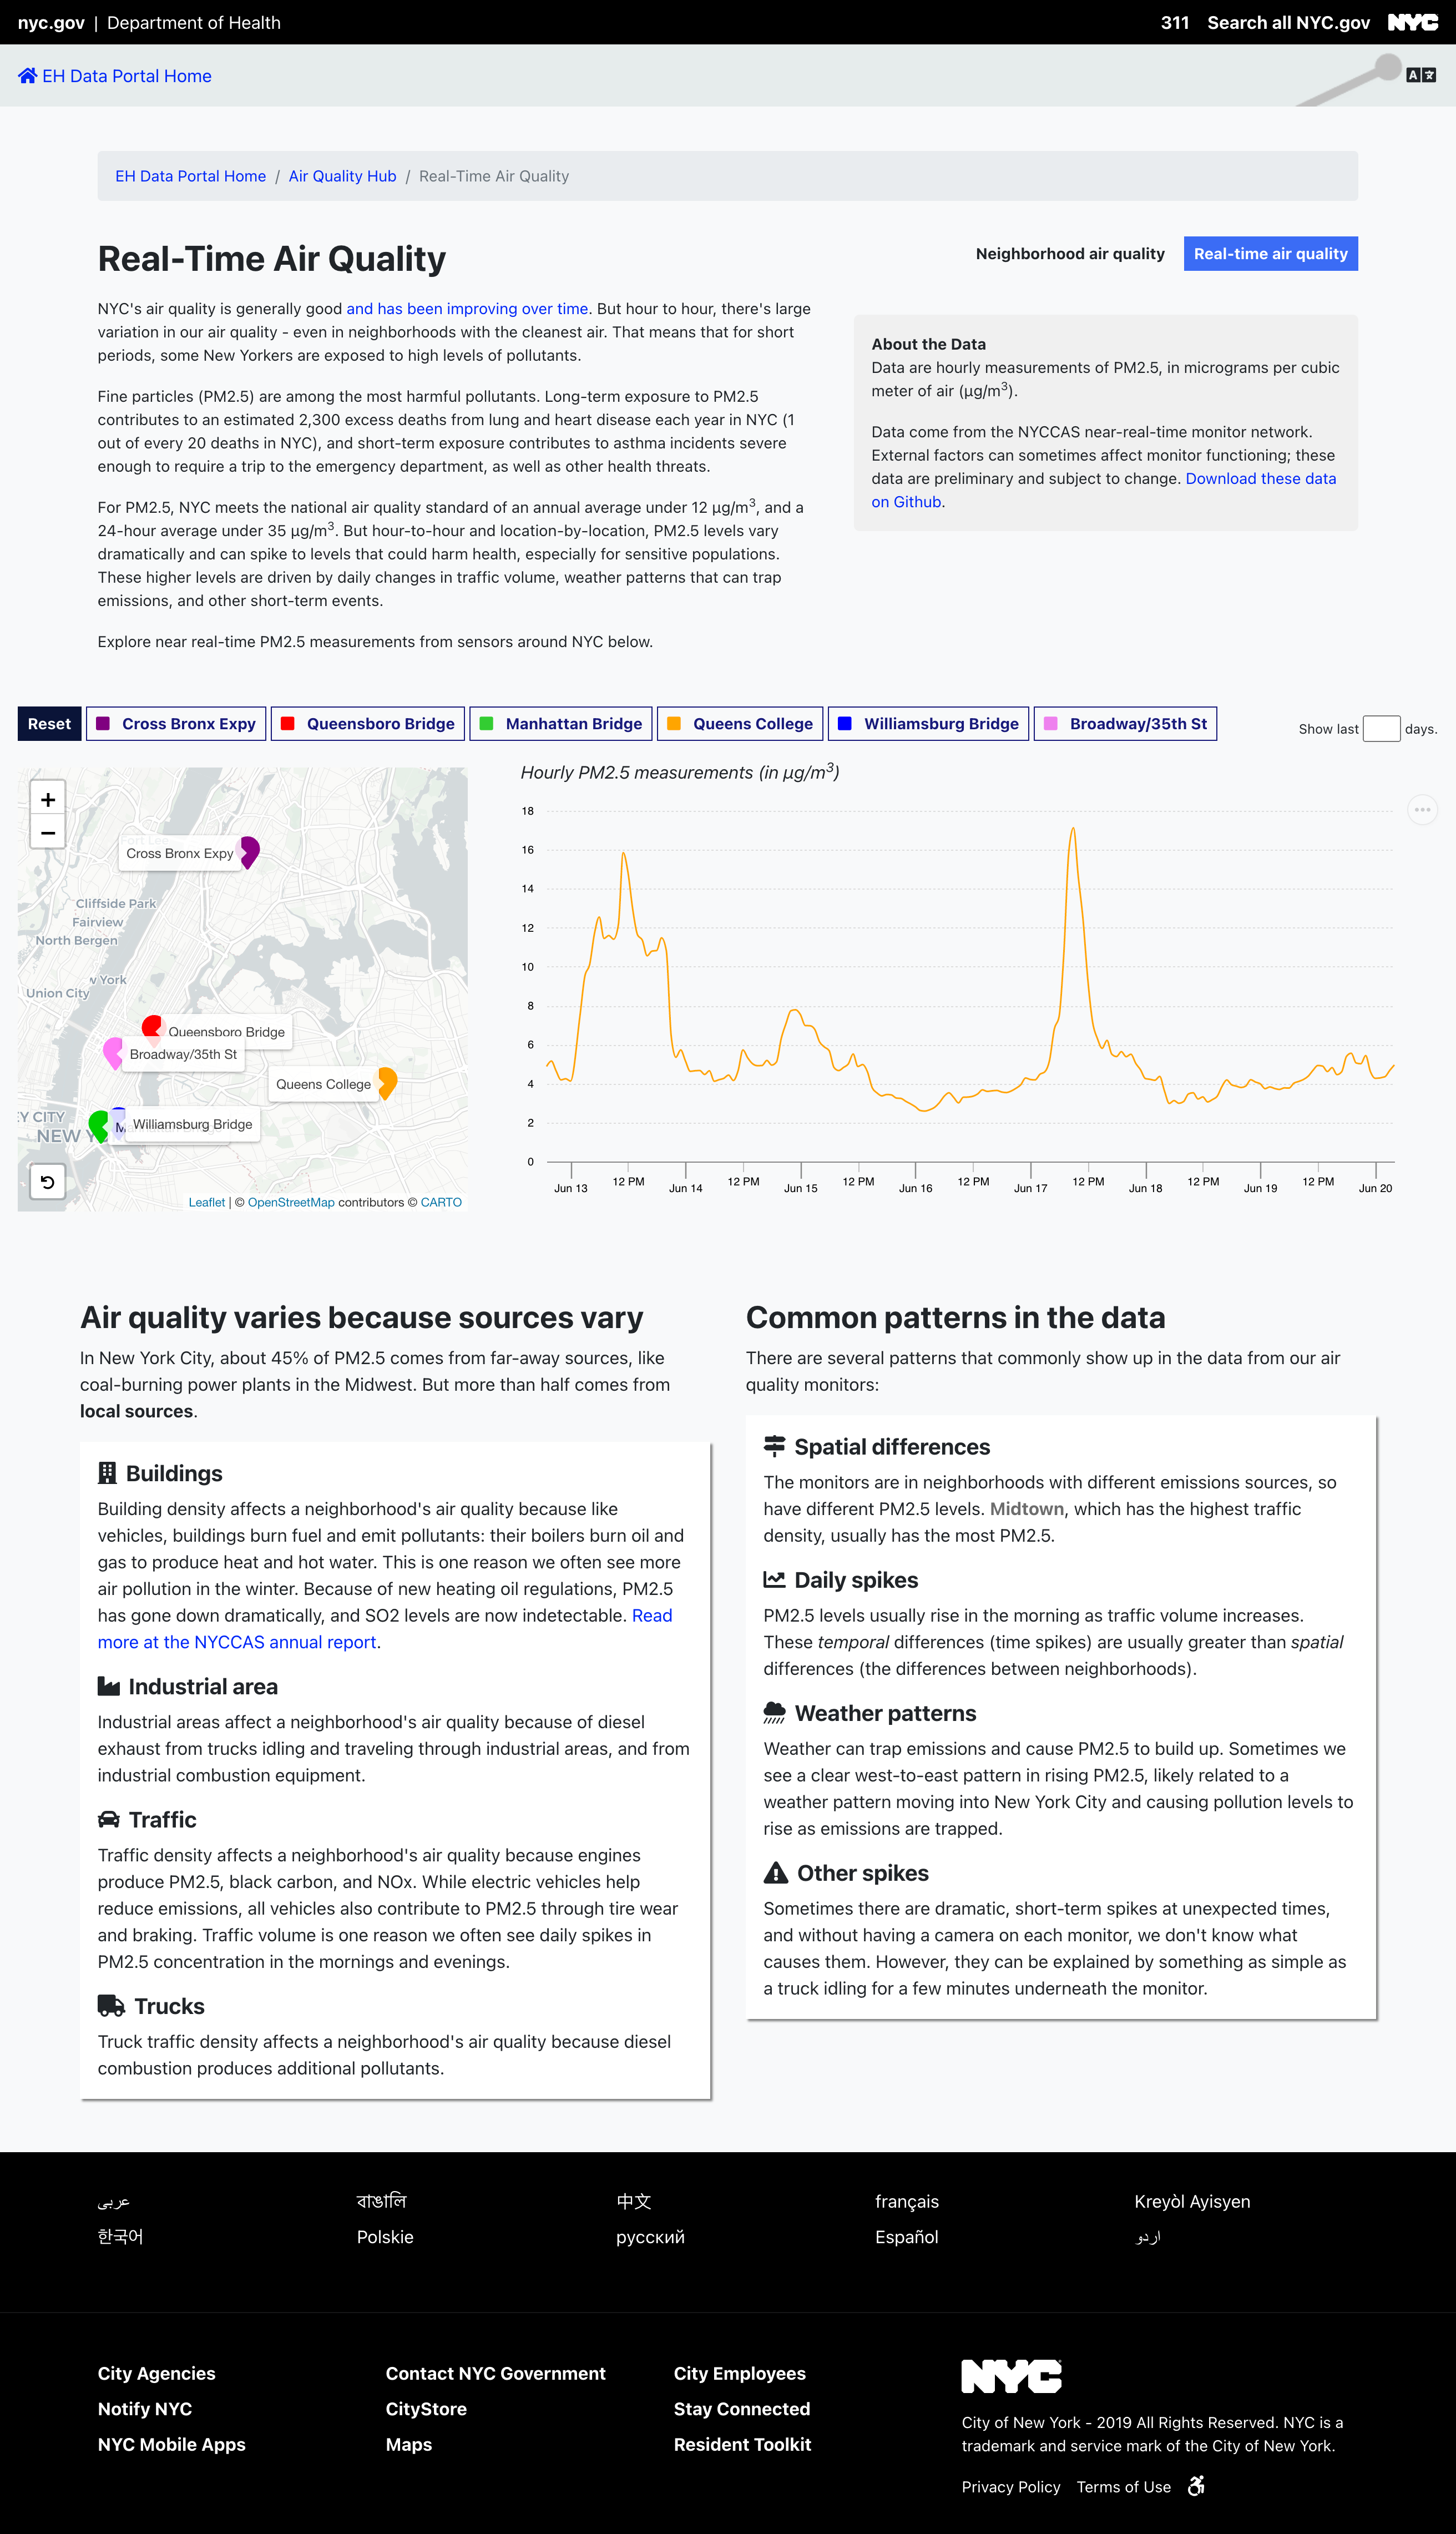 nyc.gov | Department of Health
311 Search all NYC.gov NYC
EH Data Portal Home
EH Data Portal Home / Air Quality Hub / Real-Time Air Quality
Real-Time Air Quality
Neighborhood air quality Real-time air quality
NYC's air quality is generally good and has been improving over time. But hour to hour, there's large
variation in our air quality - even in neighborhoods with the cleanest air. That means that for short
periods, some New Yorkers are exposed to high levels of pollutants.
Fine particles (PM2.5) are among the most harmful pollutants. Long-term exposure to PM2.5
contributes to an estimated 2,300 excess deaths from lung and heart disease each year in NYC (1
out of every 20 deaths in NYC), and short-term exposure contributes to asthma incidents severe
enough to require a trip to the emergency department, as well as other health threats.
For PM2.5, NYC meets the national air quality standard of an annual average under 12 µg/m³, and a
24-hour average under 35 µg/m³. But hour-to-hour and location-by-location, PM2.5 levels vary
dramatically and can spike to levels that could harm health, especially for sensitive populations.
These higher levels are driven by daily changes in traffic volume, weather patterns that can trap
emissions, and other short-term events.
Explore near real-time PM2.5 measurements from sensors around NYC below.
About the Data
Data are hourly measurements of PM2.5, in micrograms per cubic
meter of air (µg/m³).
Data come from the NYCCAS near-real-time monitor network.
External factors can sometimes affect monitor functioning; these
data are preliminary and subject to change. Download these data
on Github.
Reset Cross Bronx Expy Queensboro Bridge Manhattan Bridge Queens College Williamsburg Bridge Broadway/35th St
Show last days.
+
−
Cross Bronx Expy
Cliffside Park
Fairview
North Bergen
York
Union City
Queensboro Bridge
Broadway/35th St
Queens College
Williamsburg Bridge
CITY
NEW
Leaflet | © OpenStreetMap contributors © CARTO
Hourly PM2.5 measurements (in µg/m³)
18
16
14
12
10
8
6
4
2
0
Jun 13 12 PM Jun 14 12 PM Jun 15 12 PM Jun 16 12 PM Jun 17 12 PM Jun 18 12 PM Jun 19 12 PM Jun 20
Air quality varies because sources vary
In New York City, about 45% of PM2.5 comes from far-away sources, like
coal-burning power plants in the Midwest. But more than half comes from
local sources.
Buildings
Building density affects a neighborhood's air quality because like
vehicles, buildings burn fuel and emit pollutants: their boilers burn oil and
gas to produce heat and hot water. This is one reason we often see more
air pollution in the winter. Because of new heating oil regulations, PM2.5
has gone down dramatically, and SO2 levels are now indetectable. Read
more at the NYCCAS annual report.
Industrial area
Industrial areas affect a neighborhood's air quality because of diesel
exhaust from trucks idling and traveling through industrial areas, and from
industrial combustion equipment.
Traffic
Traffic density affects a neighborhood's air quality because engines
produce PM2.5, black carbon, and NOx. While electric vehicles help
reduce emissions, all vehicles also contribute to PM2.5 through tire wear
and braking. Traffic volume is one reason we often see daily spikes in
PM2.5 concentration in the mornings and evenings.
Trucks
Truck traffic density affects a neighborhood's air quality because diesel
combustion produces additional pollutants.
Common patterns in the data
There are several patterns that commonly show up in the data from our air
quality monitors:
Spatial differences
The monitors are in neighborhoods with different emissions sources, so
have different PM2.5 levels. Midtown, which has the highest traffic
density, usually has the most PM2.5.
Daily spikes
PM2.5 levels usually rise in the morning as traffic volume increases.
These temporal differences (time spikes) are usually greater than spatial
differences (the differences between neighborhoods).
Weather patterns
Weather can trap emissions and cause PM2.5 to build up. Sometimes we
see a clear west-to-east pattern in rising PM2.5, likely related to a
weather pattern moving into New York City and causing pollution levels to
rise as emissions are trapped.
Other spikes
Sometimes there are dramatic, short-term spikes at unexpected times,
and without having a camera on each monitor, we don't know what
causes them. However, they can be explained by something as simple as
a truck idling for a few minutes underneath the monitor.
عربى বাঙালি 中文 français Kreyòl Ayisyen
한국어 Polskie русский Español اردو
City Agencies Contact NYC Government City Employees
Notify NYC CityStore Stay Connected
NYC Mobile Apps Maps Resident Toolkit
NYC
City of New York - 2019 All Rights Reserved. NYC is a
trademark and service mark of the City of New York.
Privacy Policy Terms of Use